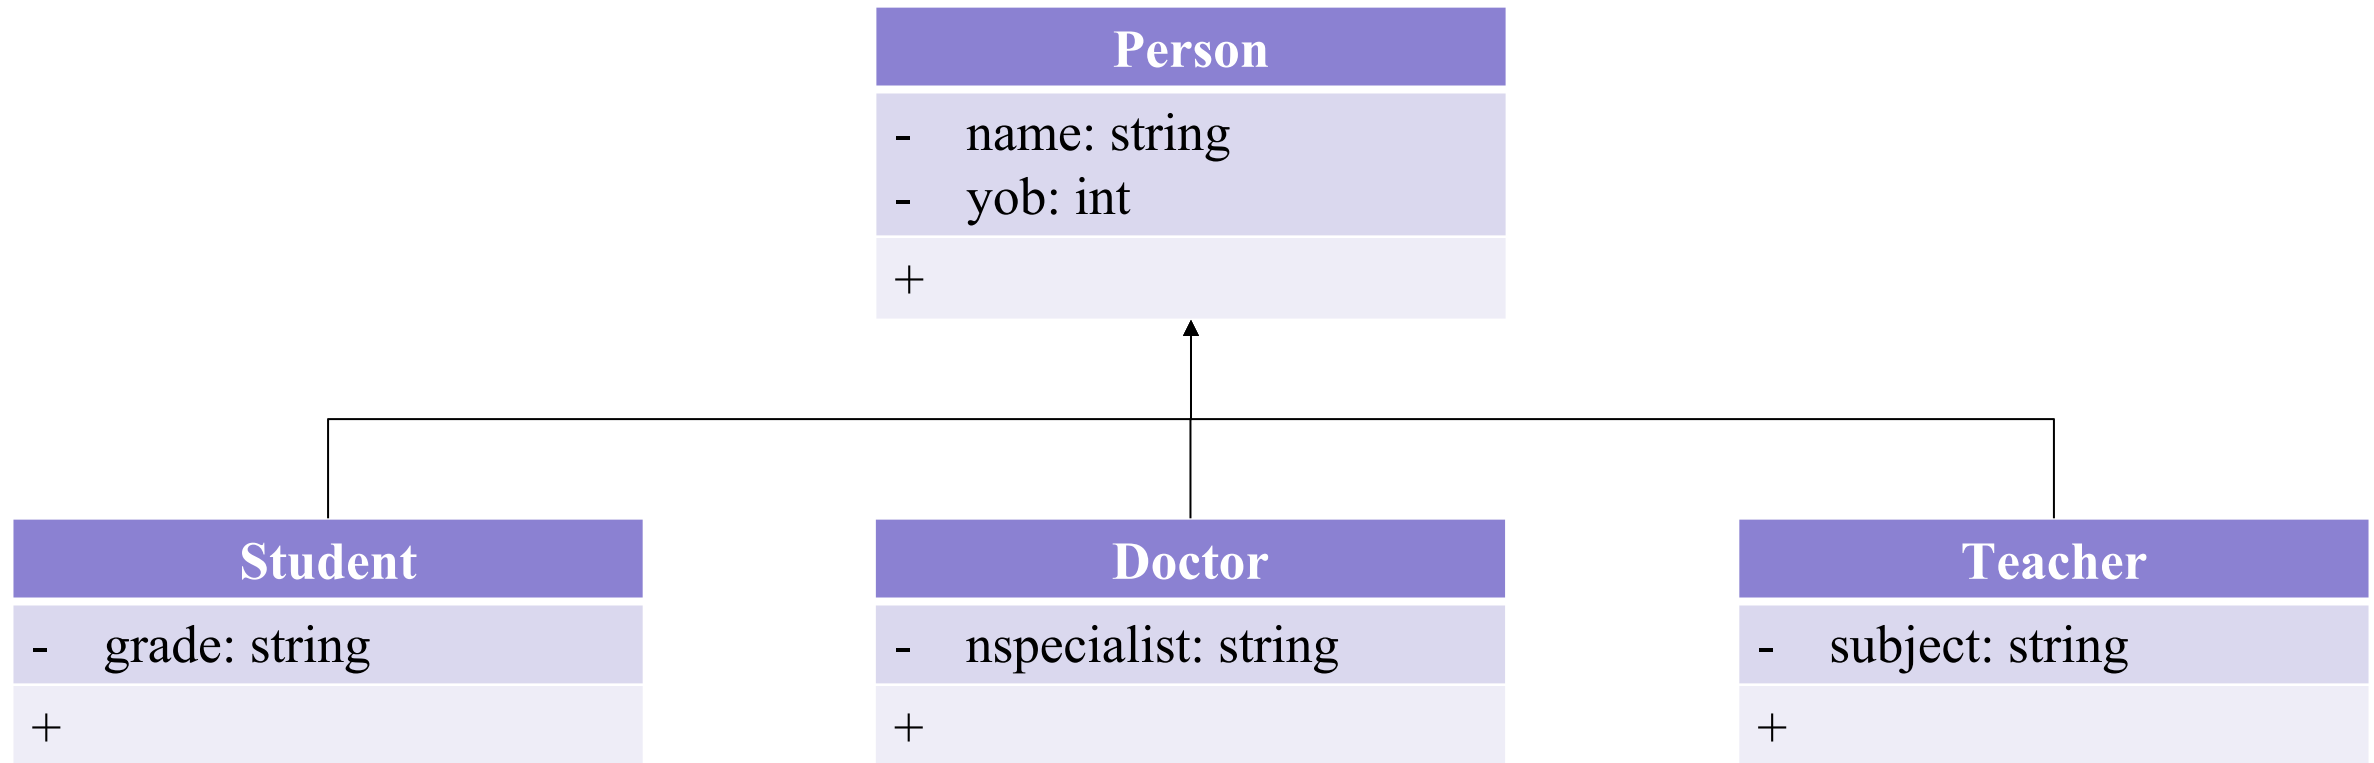 Person
- name: string
- yob: int
+
Student
- grade: string
+
Doctor
- nspecialist: string
+
Teacher
- subject: string
+